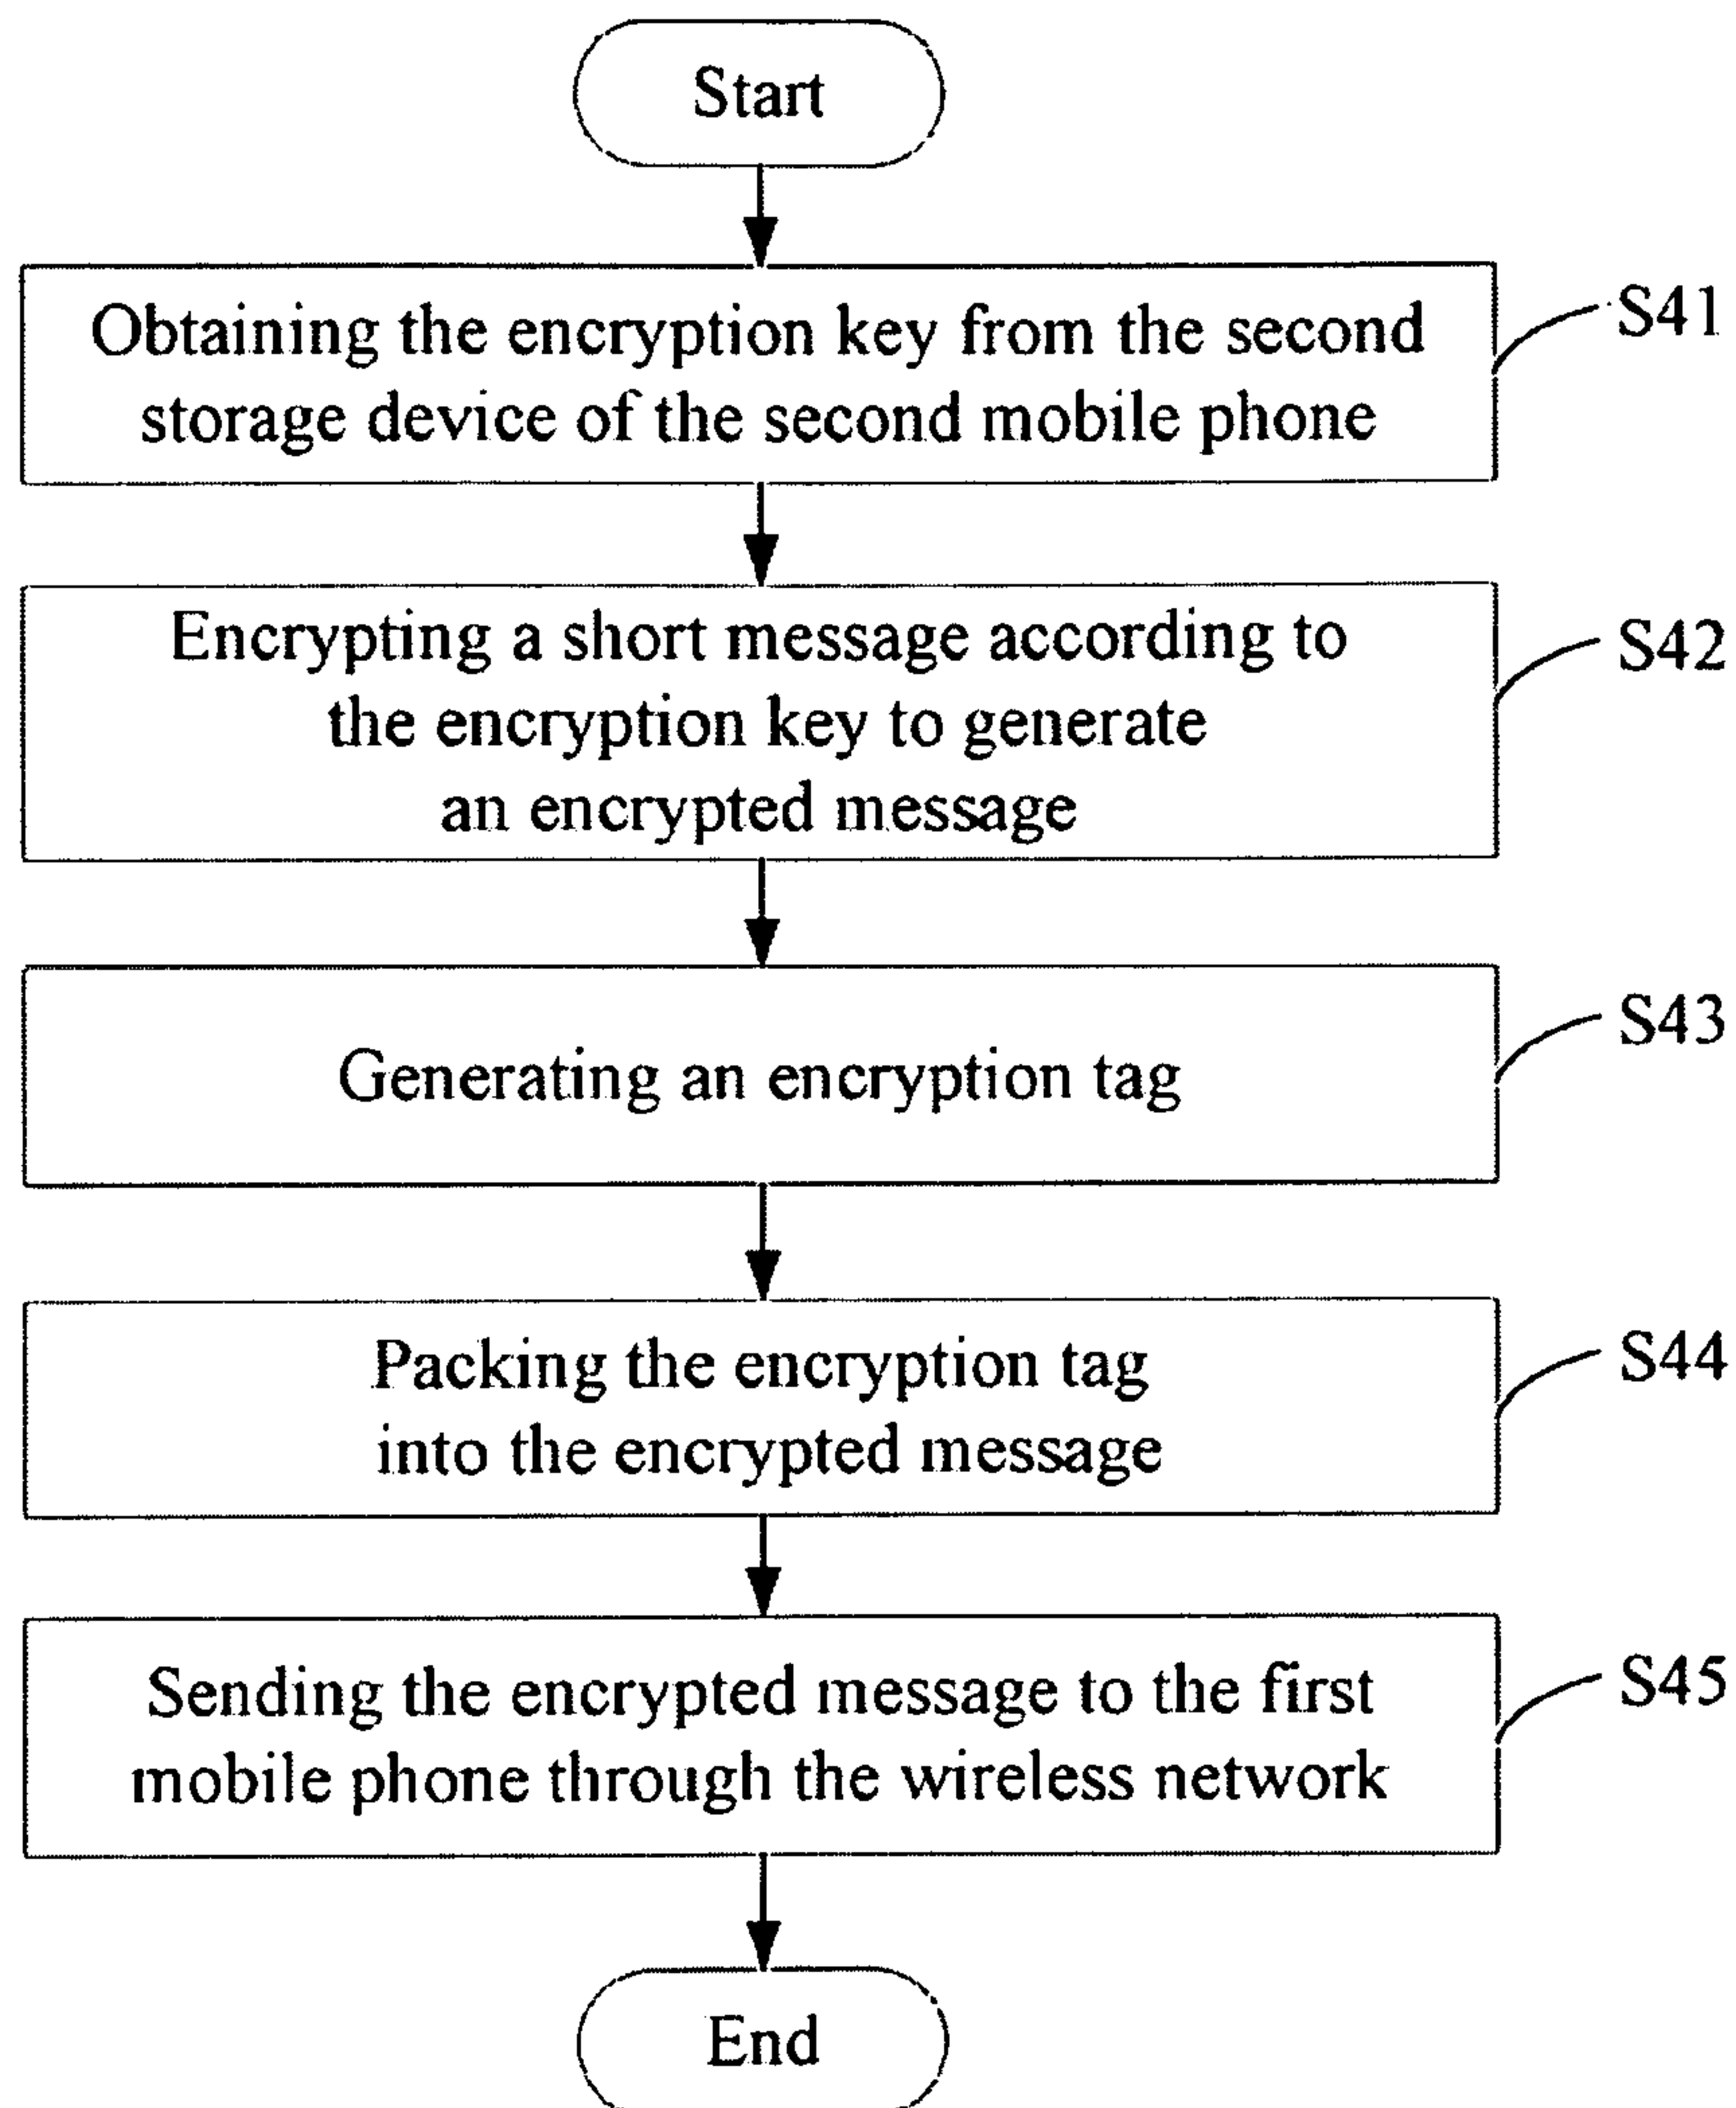 Start
Obtaining the encryption key from the second
storage device of the second mobile phone
S41
Encrypting a short message according to
the encryption key to generate
an encrypted message
S42
Generating an encryption tag
S43
Packing the encryption tag
into the encrypted message
S44
Sending the encrypted message to the first
mobile phone through the wireless network
S45
End